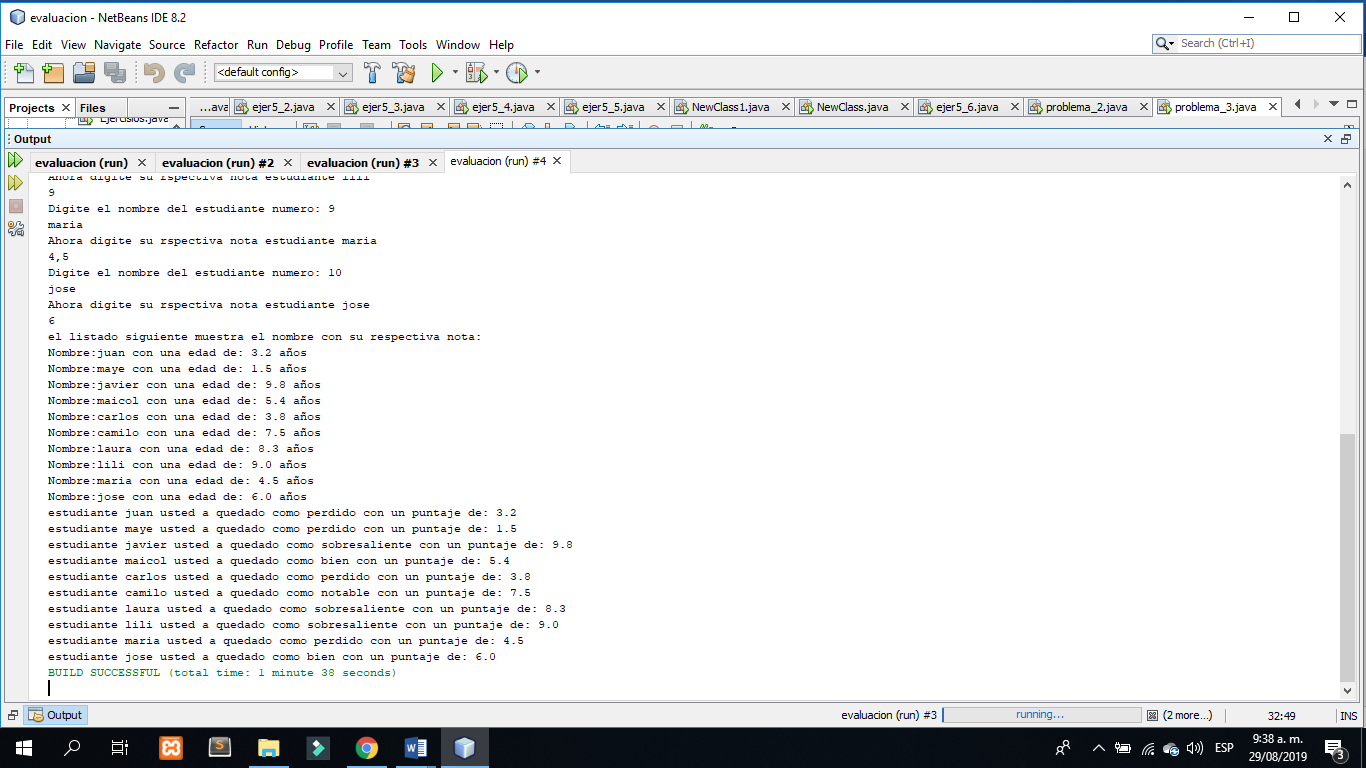 evaluacion - NetBeans IDE 8.2
File Edit View Navigate Source Refactor Run Debug Profile Team Tools Window Help
Search (Ctrl+I)
<default config>
Projects Files
...ava ejer5_2.java ejer5_3.java ejer5_4.java ejer5_5.java NewClass1.java NewClass.java ejer5_6.java problema_2.java problema_3.java
Output
evaluacion (run) evaluacion (run) #2 evaluacion (run) #3 evaluacion (run) #4
Ahora digite su rspectiva nota estudiante lili
9
Digite el nombre del estudiante numero: 9
maria
Ahora digite su rspectiva nota estudiante maria
4,5
Digite el nombre del estudiante numero: 10
jose
Ahora digite su rspectiva nota estudiante jose
6
el listado siguiente muestra el nombre con su respectiva nota:
Nombre:juan con una edad de: 3.2 años
Nombre:maye con una edad de: 1.5 años
Nombre:javier con una edad de: 9.8 años
Nombre:maicol con una edad de: 5.4 años
Nombre:carlos con una edad de: 3.8 años
Nombre:camilo con una edad de: 7.5 años
Nombre:laura con una edad de: 8.3 años
Nombre:lili con una edad de: 9.0 años
Nombre:maria con una edad de: 4.5 años
Nombre:jose con una edad de: 6.0 años
estudiante juan usted a quedado como perdido con un puntaje de: 3.2
estudiante maye usted a quedado como perdido con un puntaje de: 1.5
estudiante javier usted a quedado como sobresaliente con un puntaje de: 9.8
estudiante maicol usted a quedado como bien con un puntaje de: 5.4
estudiante carlos usted a quedado como perdido con un puntaje de: 3.8
estudiante camilo usted a quedado como notable con un puntaje de: 7.5
estudiante laura usted a quedado como sobresaliente con un puntaje de: 8.3
estudiante lili usted a quedado como sobresaliente con un puntaje de: 9.0
estudiante maria usted a quedado como perdido con un puntaje de: 4.5
estudiante jose usted a quedado como bien con un puntaje de: 6.0
BUILD SUCCESSFUL (total time: 1 minute 38 seconds)
Output
evaluacion (run) #3 running... (2 more...) 32:49 INS
ESP
9:38 a. m.
29/08/2019
3